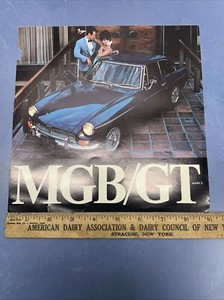 MGB/GT
AMERICAN DAIRY ASSOCIATION & DAIRY COUNCIL OF NEW Y
SYRACUSE, NEW YORK